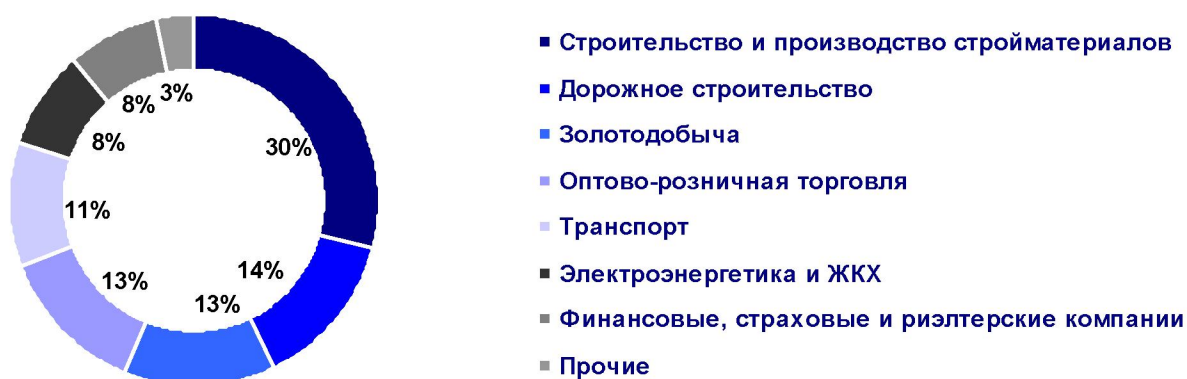 3%
8%
8%
30%
11%
14%
13%
13%
Строительство и производство стройматериалов
Дорожное строительство
Золотодобыча
Оптово-розничная торговля
Транспорт
Электроэнергетика и ЖКХ
Финансовые, страховые и риэлтерские компании
Прочие